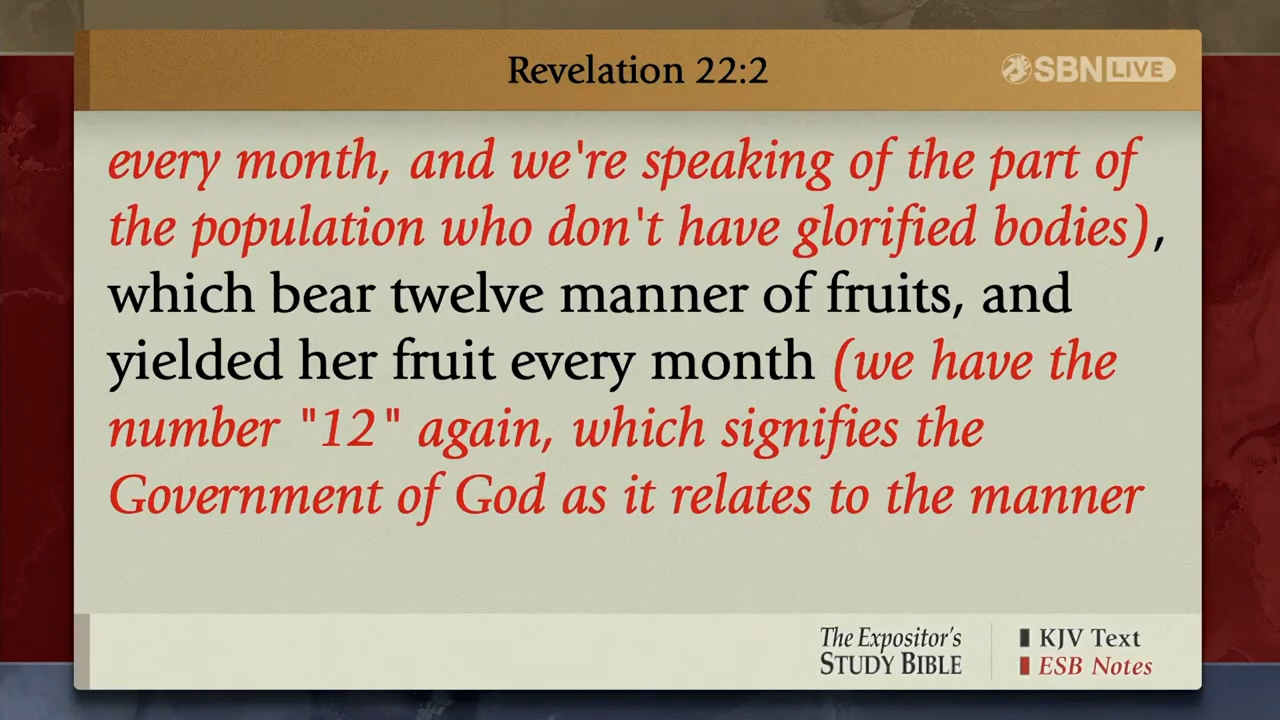 Revelation 22:2
SBN LIVE
every month, and we're speaking of the part of
the population who don't have glorified bodies),
which bear twelve manner of fruits, and
yielded her fruit every month (we have the
number "12" again, which signifies the
Government of God as it relates to the manner
The Expositor's
STUDY BIBLE
KJV Text
ESB Notes